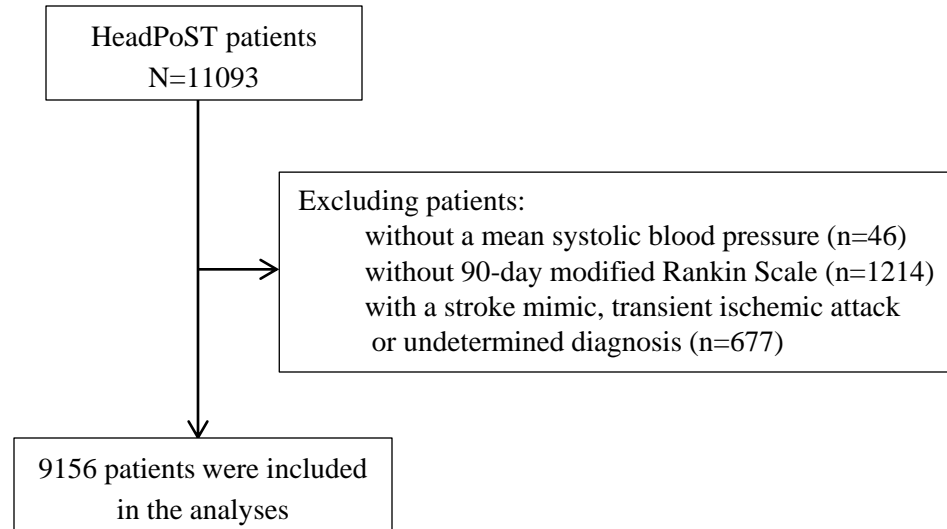 HeadPoST patients
N=11093
Excluding patients:
without a mean systolic blood pressure (n=46)
without 90-day modified Rankin Scale (n=1214)
with a stroke mimic, transient ischemic attack
or undetermined diagnosis (n=677)
9156 patients were included
in the analyses